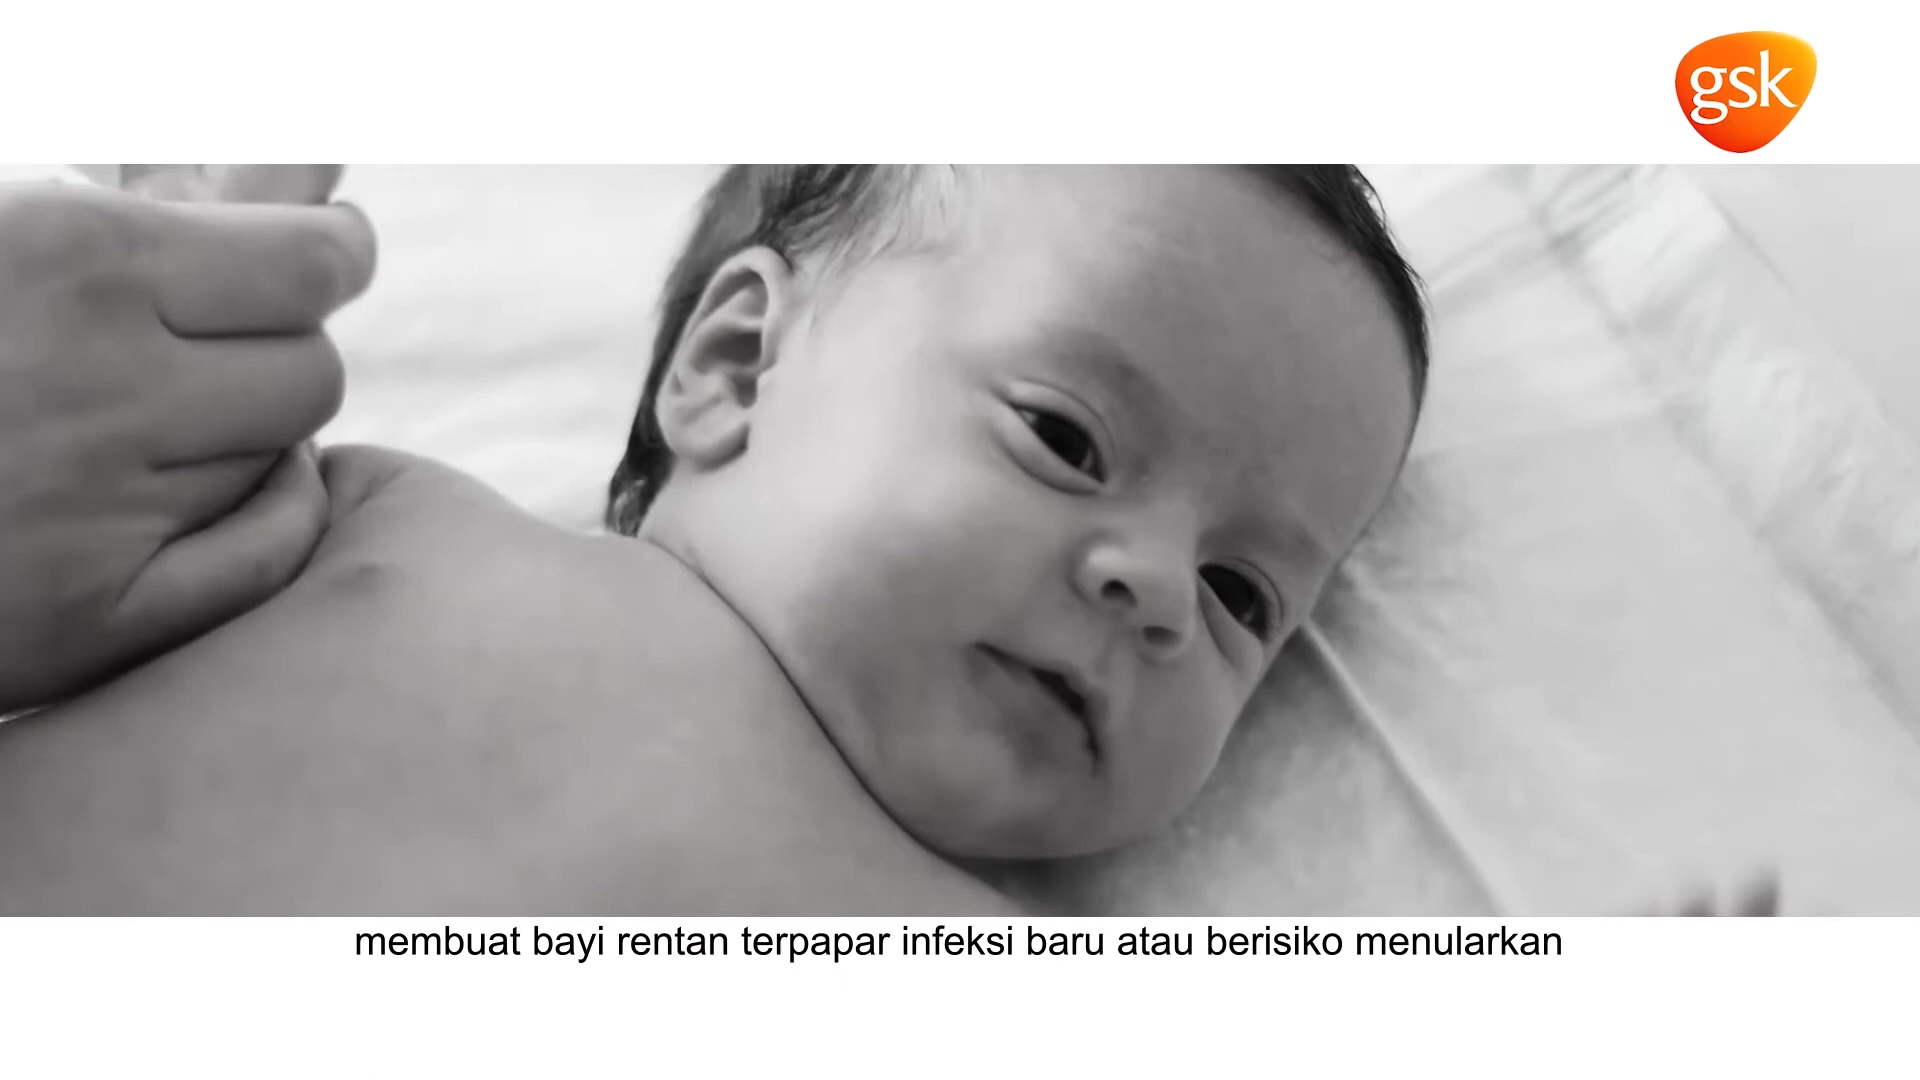 gsk
membuat bayi rentan terpapar infeksi baru atau berisiko menularkan